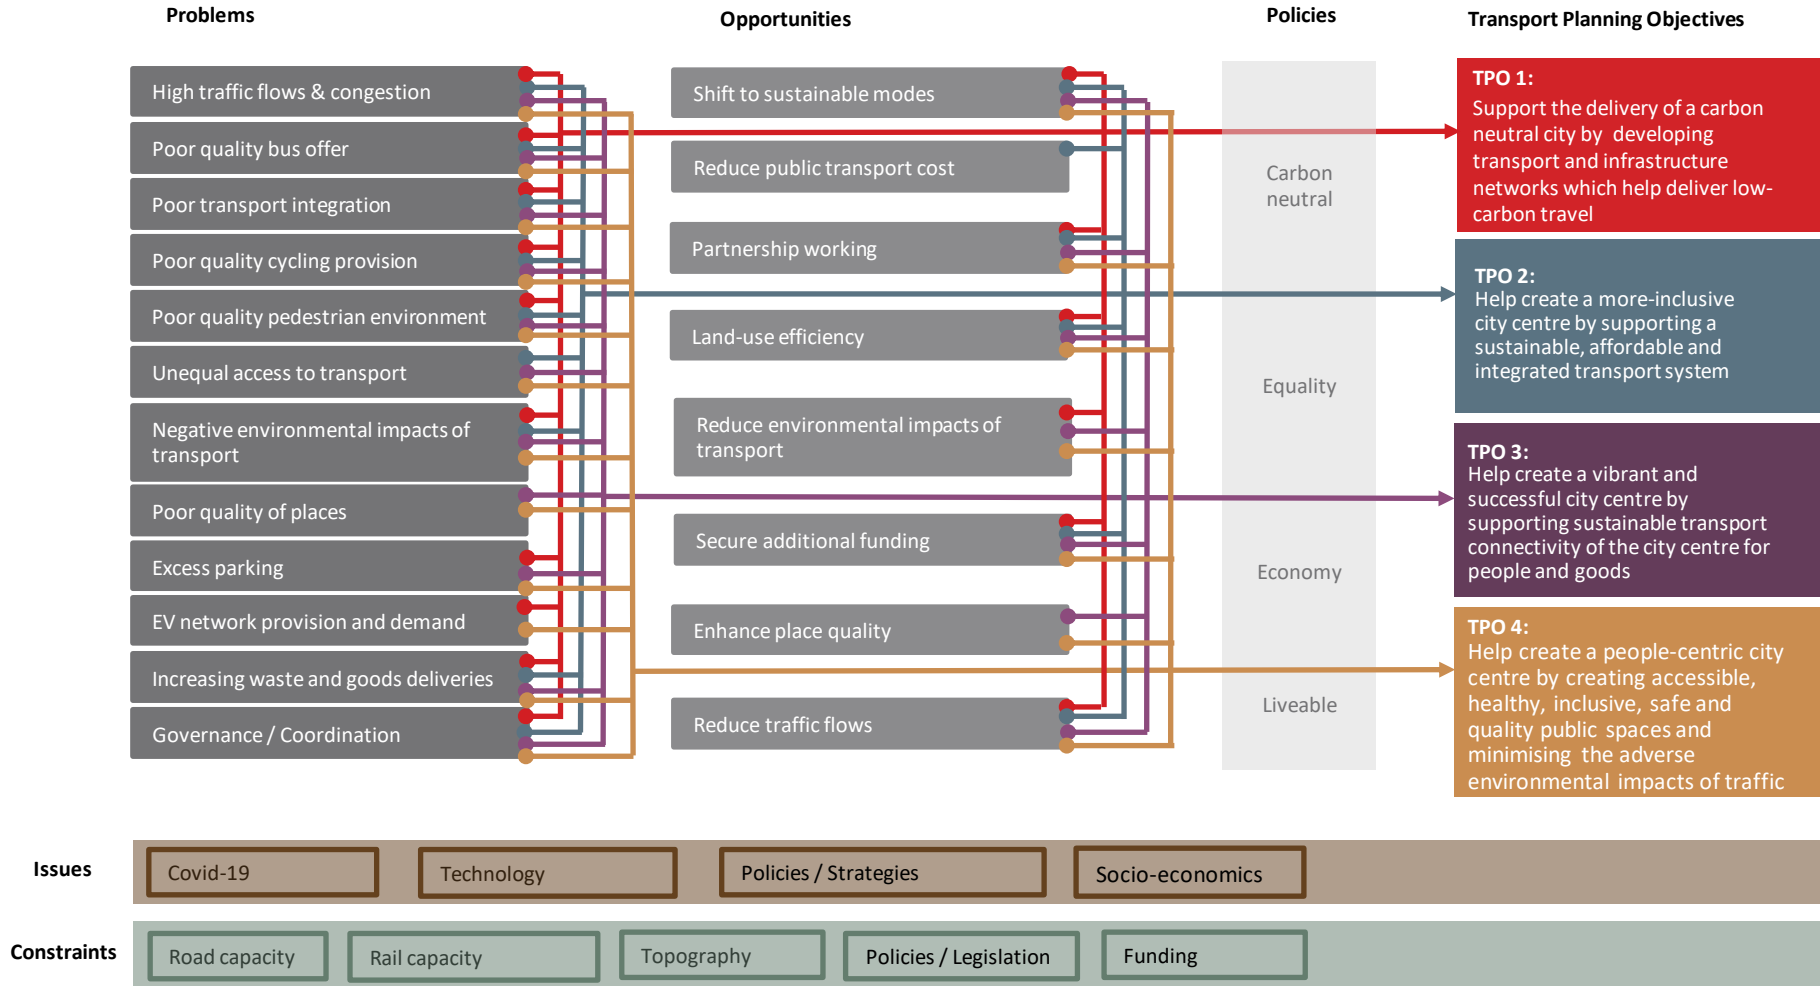 Problems
Opportunities
Policies
Transport Planning Objectives
High traffic flows & congestion
Poor quality bus offer
Poor transport integration
Poor quality cycling provision
Poor quality pedestrian environment
Unequal access to transport
Negative environmental impacts of
transport
Poor quality of places
Excess parking
EV network provision and demand
Increasing waste and goods deliveries
Governance / Coordination
Shift to sustainable modes
Reduce public transport cost
Partnership working
Land-use efficiency
Reduce environmental impacts of
transport
Secure additional funding
Enhance place quality
Reduce traffic flows
Carbon
neutral
Equality
Economy
Liveable
TPO 1:
Support the delivery of a carbon
neutral city by developing
transport and infrastructure
networks which help deliver low-
carbon travel
TPO 2:
Help create a more-inclusive
city centre by supporting a
sustainable, affordable and
integrated transport system
TPO 3:
Help create a vibrant and
successful city centre by
supporting sustainable transport
connectivity of the city centre for
people and goods
TPO 4:
Help create a people-centric city
centre by creating accessible,
healthy, inclusive, safe and
quality public spaces and
minimising the adverse
environmental impacts of traffic
Issues
Covid-19
Technology
Policies / Strategies
Socio-economics
Constraints
Road capacity
Rail capacity
Topography
Policies / Legislation
Funding